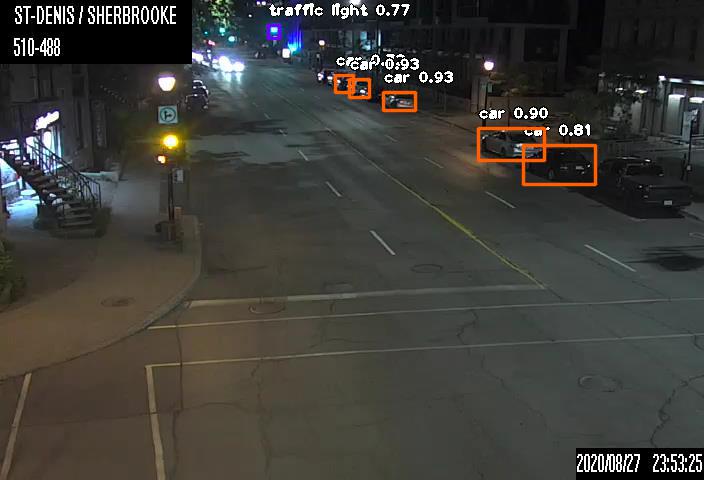 ST-DENIS / SHERBROOKE
510-488
traffic light 0.77
car 0.93
car 0.93
car 0.90
car 0.81
2020/08/27 23:53:25